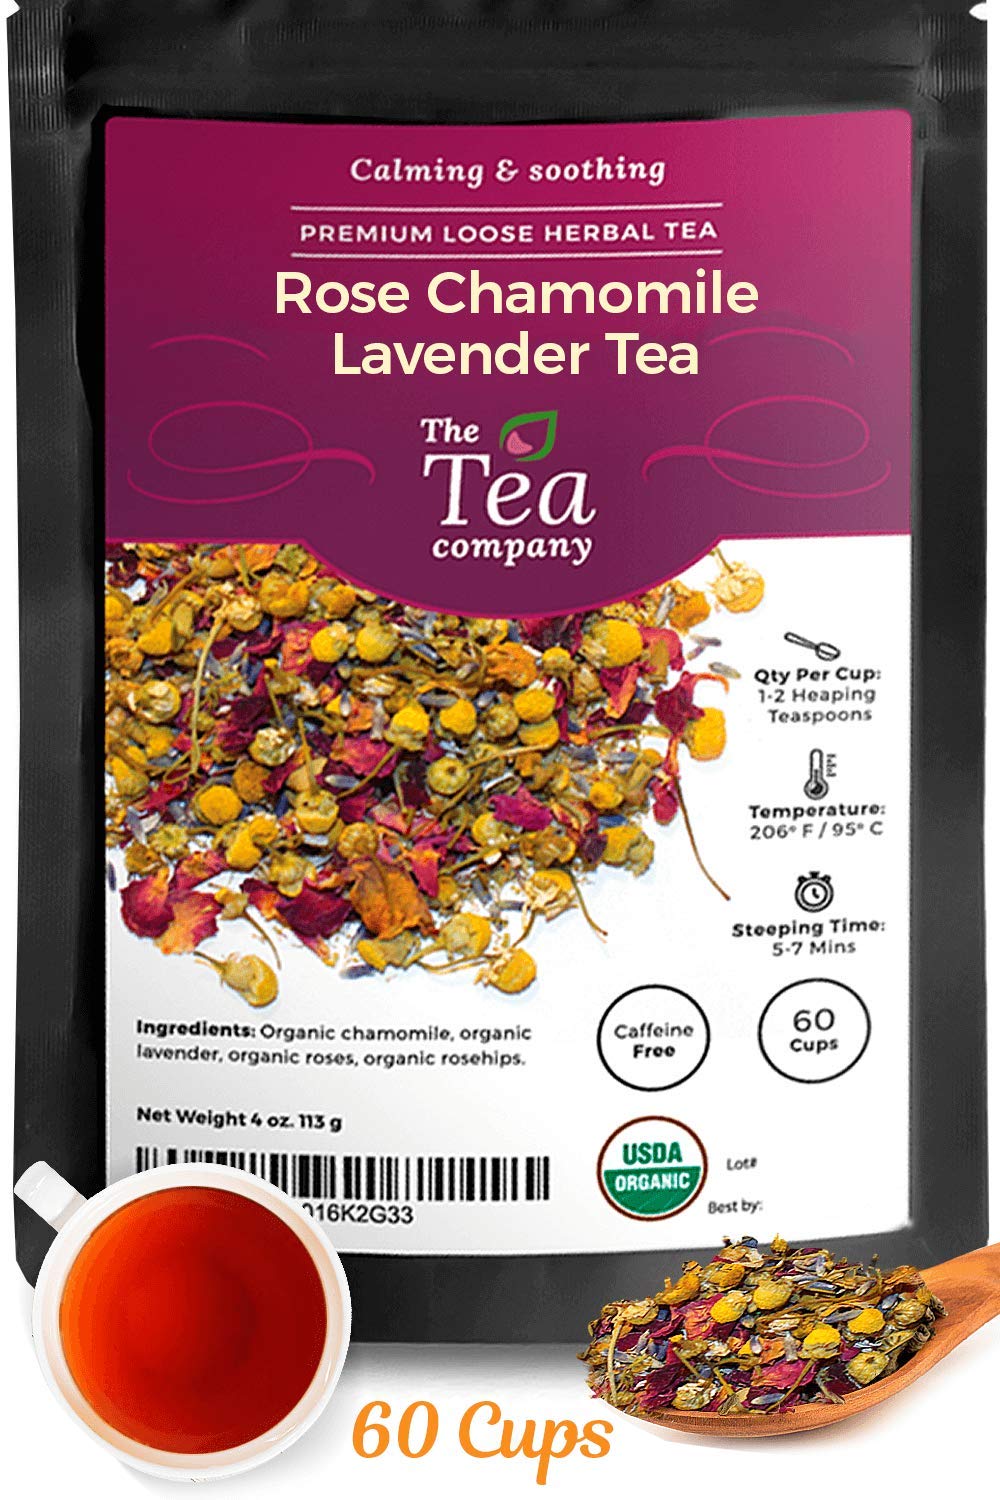 Calming & soothing
PREMIUM LOOSE HERBAL TEA
Rose Chamomile
Lavender Tea
The
Tea
company
Qty Per Cup:
1-2 Heaping
Teaspoons
Temperature:
206° F / 95° C
Steeping Time:
5-7 Mins
Ingredients: Organic chamomile, organic
lavender, organic roses, organic rosehips.
Caffeine
Free
60
Cups
Net Weight 4 oz. 113 g
USDA
ORGANIC
Lot#
Best by:
016K2G33
60 Cups